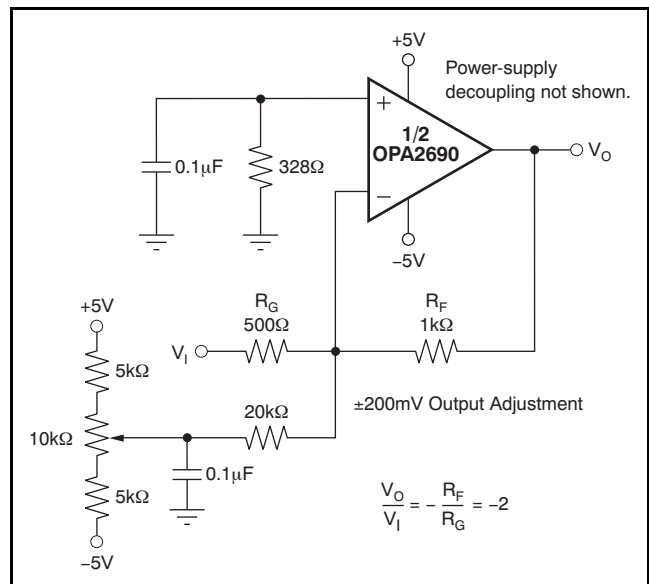 +5V
Power-supply
decoupling not shown.
+
1/2
OPA2690
−
V_O
0.1µF
328Ω
−5V
R_G
500Ω
R_F
1kΩ
V_I
+5V
5kΩ
20kΩ
±200mV Output Adjustment
10kΩ
0.1µF
5kΩ
−5V
V_O / V_I = − R_F / R_G = −2